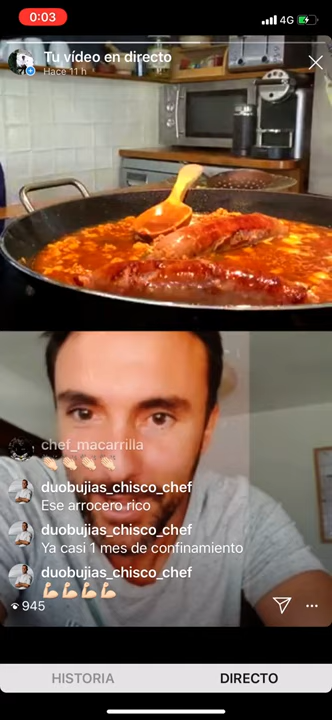 0:03
4G
Tu vídeo en directo
Hace 11 h
chef_macarrilla
👏🏻👏🏻👏🏻👏🏻
duobujias_chisco_chef
Ese arrocero rico
duobujias_chisco_chef
Ya casi 1 mes de confinamiento
duobujias_chisco_chef
💪🏻💪🏻💪🏻💪🏻
945
HISTORIA DIRECTO